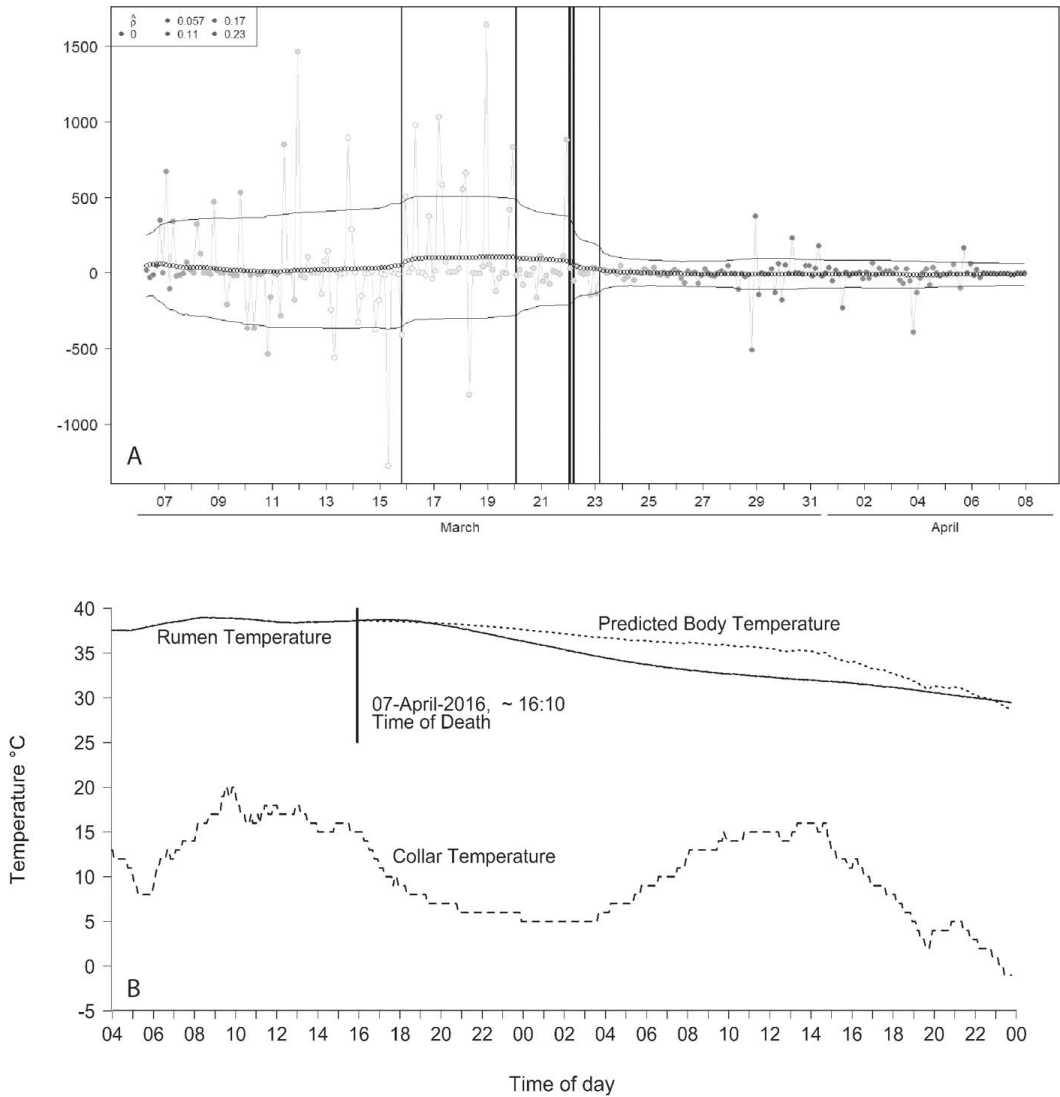 ρ̂ 0.057 0.17
0 0.11 0.23
1500
1000
500
0
-500
-1000
A
07 09 11 13 15 17 19 21 23 25 27 29 31 02 04 06 08
March April
40
35
30
25
20
15
10
5
0
-5
Temperature °C
Rumen Temperature
Predicted Body Temperature
07-April-2016, ~ 16:10
Time of Death
Collar Temperature
B
04 06 08 10 12 14 16 18 20 22 00 02 04 06 08 10 12 14 16 18 20 22 00
Time of day